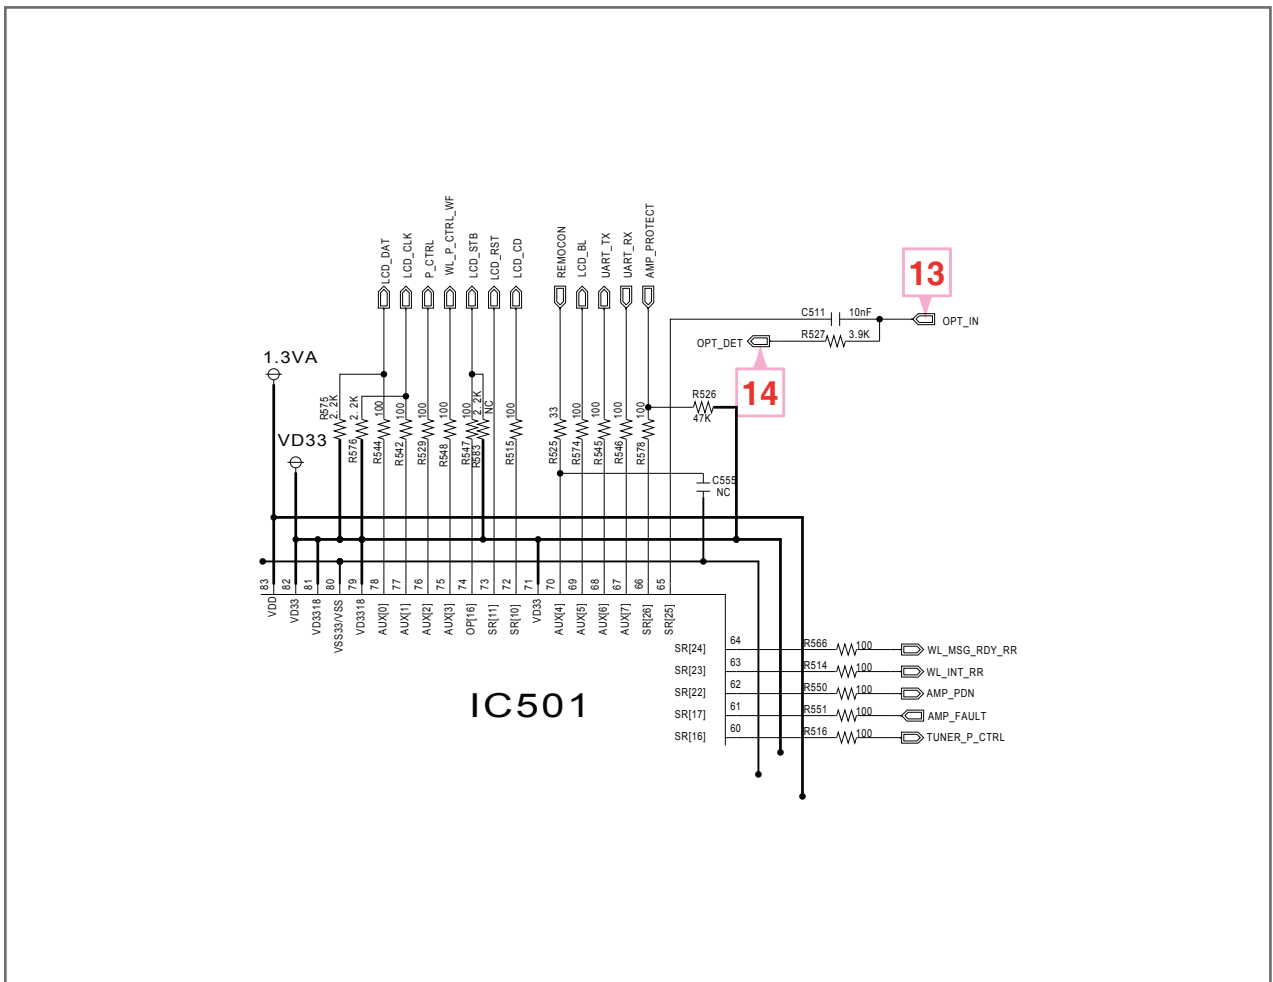 LCD_DAT
LCD_CLK
P_CTRL
WL_P_CTRL_WF
LCD_STB
LCD_RST
LCD_CD
REMOCON
LCD_BL
UART_TX
UART_RX
AMP_PROTECT
13
C511 10nF
OPT_IN
R527 3.9K
OPT_DET
14
1.3VA
VD33
R575 2.2K
R576 2.2K
R544 100
R542 100
R529 100
R548 100
R547 100
R583 2.2K NC
R515 100
R525 33
R574 100
R545 100
R546 100
R578 100
R526
47K
C555
NC
83 VDD
82 VD33
81 VD3318
80 VSS33/VSS
79 VD3318
78 AUX[0]
77 AUX[1]
76 AUX[2]
75 AUX[3]
74 OP[16]
73 SR[11]
72 SR[10]
71 VD33
70 AUX[4]
69 AUX[5]
68 AUX[6]
67 AUX[7]
66 SR[26]
65 SR[25]
SR[24] 64 R566 100 WL_MSG_RDY_RR
SR[23] 63 R514 100 WL_INT_RR
SR[22] 62 R550 100 AMP_PDN
SR[17] 61 R551 100 AMP_FAULT
SR[16] 60 R516 100 TUNER_P_CTRL
IC501